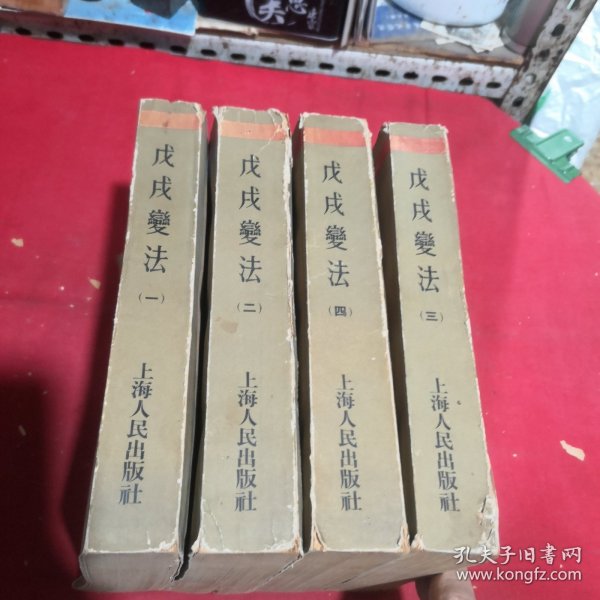 戊戌變法
(一)
上海人民出版社
戊戌變法
(二)
上海人民出版社
戊戌變法
(四)
上海人民出版社
戊戌變法
(三)
上海人民出版社
孔夫子旧書网
www.kongfz.com